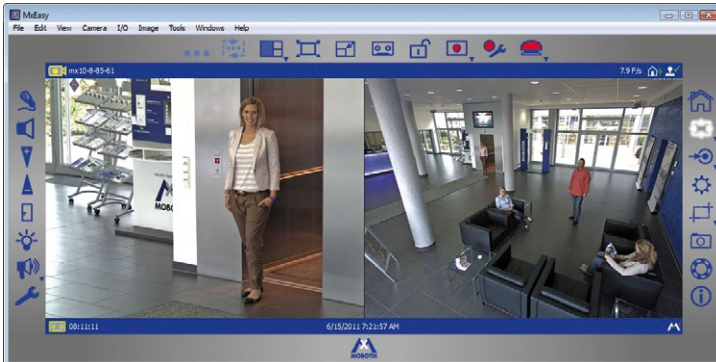 MxEasy
File Edit View Camera I/O Image Tools Windows Help
mx10-8-85-61
7.9 F/s
MOBOTIX
08:11:11
6/15/2011 7:21:57 AM
MOBOTIX